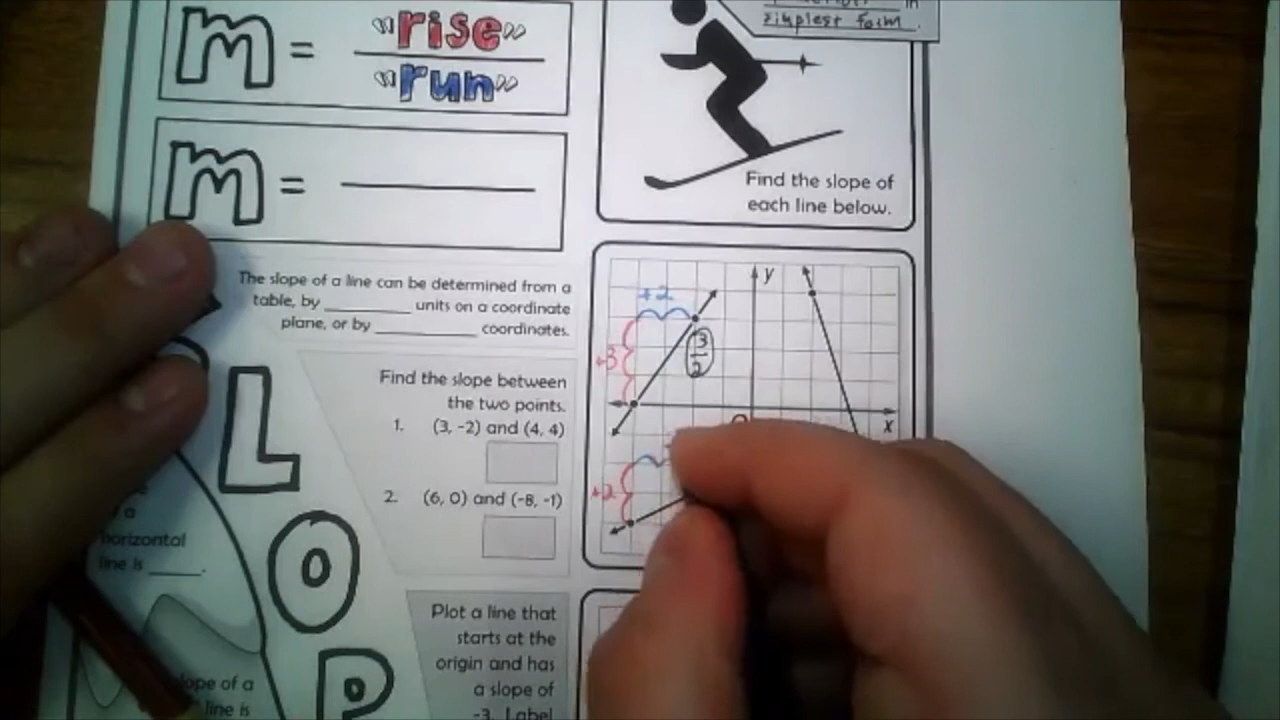 m = "rise"
"run"
m =
simplest form.
Find the slope of
each line below.
The slope of a line can be determined from a
table, by ________ units on a coordinate
plane, or by __________ coordinates.
Find the slope between
the two points.
1. (3, -2) and (4, 4)
2. (6, 0) and (-8, -1)
+2
y
+3
3
2
x
+2
L
O
P
a
horizontal
line is _____.
of a
line is
Plot a line that
starts at the
origin and has
a slope of
-3. Label